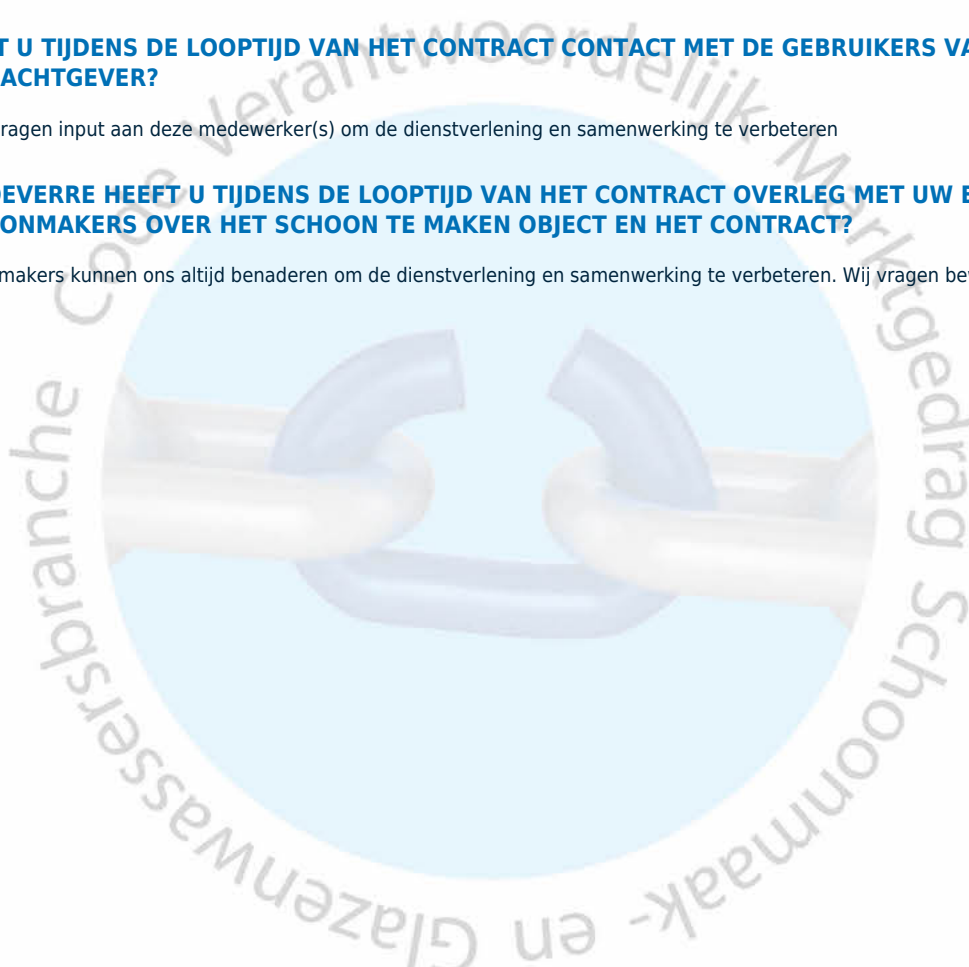 T U TIJDENS DE LOOPTIJD VAN HET CONTRACT CONTACT MET DE GEBRUIKERS VA
ACHTGEVER?
ragen input aan deze medewerker(s) om de dienstverlening en samenwerking te verbeteren
DEVERRE HEEFT U TIJDENS DE LOOPTIJD VAN HET CONTRACT OVERLEG MET UW E
ONMAKERS OVER HET SCHOON TE MAKEN OBJECT EN HET CONTRACT?
makers kunnen ons altijd benaderen om de dienstverlening en samenwerking te verbeteren. Wij vragen be
Code Verantwoordelijk Marktgedrag Schoonmaak- en Glazenwassersbranche